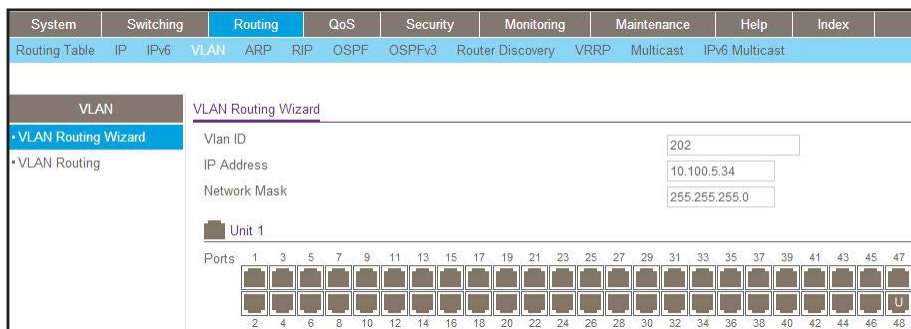 System Switching Routing QoS Security Monitoring Maintenance Help Index
Routing Table IP IPv6 VLAN ARP RIP OSPF OSPFv3 Router Discovery VRRP Multicast IPv6 Multicast
VLAN
VLAN Routing Wizard
VLAN Routing
VLAN Routing Wizard
Vlan ID 202
IP Address 10.100.5.34
Network Mask 255.255.255.0
Unit 1
Ports 1 3 5 7 9 11 13 15 17 19 21 23 25 27 29 31 33 35 37 39 41 43 45 47
U
2 4 6 8 10 12 14 16 18 20 22 24 26 28 30 32 34 36 38 40 42 44 46 48